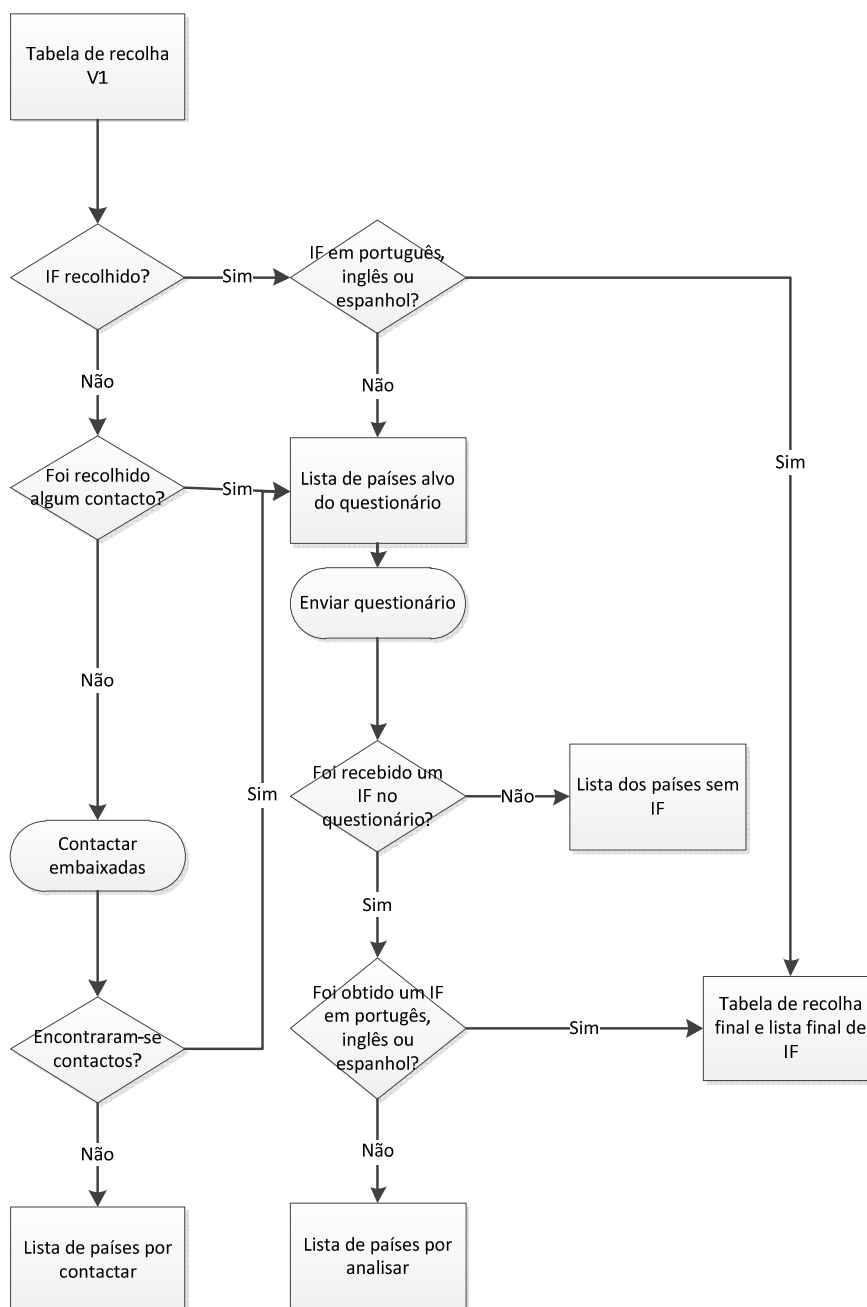 Tabela de recolha
V1
IF recolhido?
Sim
IF em português,
inglês ou
espanhol?
Não
Não
Foi recolhido
algum contacto?
Sim
Lista de países alvo
do questionário
Sim
Enviar questionário
Não
Foi recebido um
IF no
questionário?
Não
Lista dos países sem
IF
Sim
Contactar
embaixadas
Sim
Encontraram-se
contactos?
Foi obtido um IF
em portugês,
inglês ou
espanhol?
Sim
Tabela de recolha
final e lista final de
IF
Não
Não
Lista de países por
contactar
Lista de países por
analisar